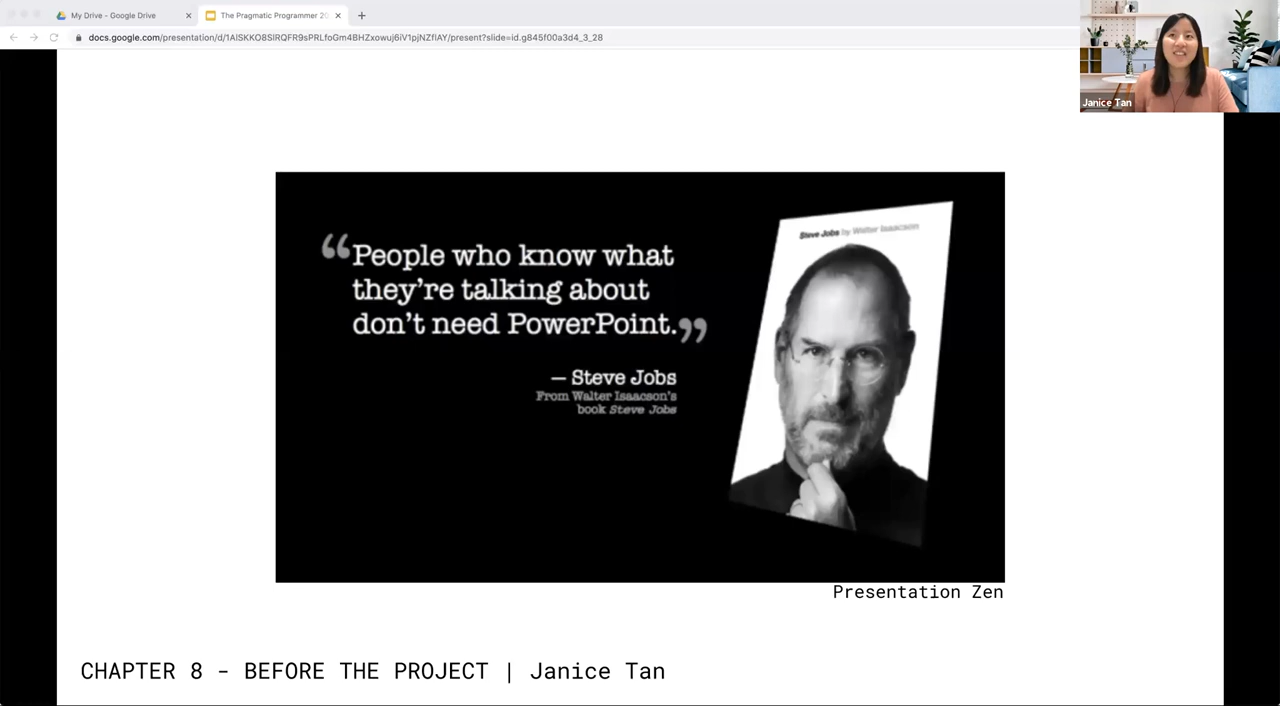 My Drive - Google Drive
The Pragmatic Programmer 20
docs.google.com/presentation/d/1AlSKKO8SlRQFR9sPRLfoGm4BHZxowuj6iV1pjNZflAY/present?slide=id.g845f00a3d4_3_28
Janice Tan
Steve Jobs by Walter Isaacson
“People who know what
they’re talking about
don’t need PowerPoint.”
— Steve Jobs
From Walter Isaacson’s
book Steve Jobs
Presentation Zen
CHAPTER 8 - BEFORE THE PROJECT | Janice Tan